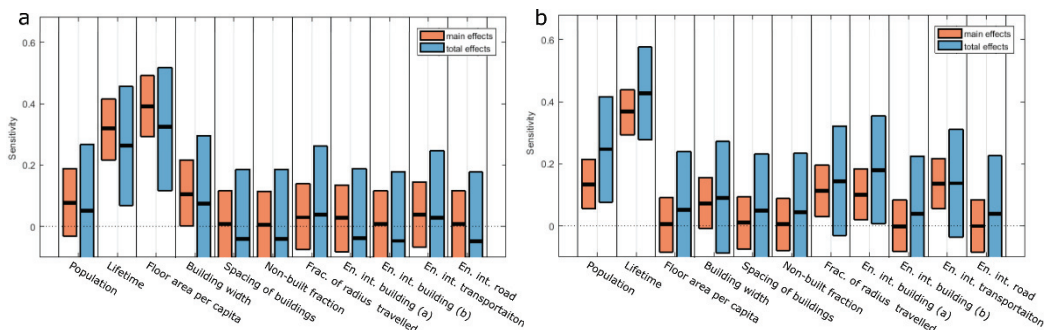 a
0.6
0.4
0.2
0
Sensitivity
main effects
total effects
Population
Lifetime
Floor area per capita
Building width
Spacing of buildings
Non-built fraction
Frac. of radius travelled
En. int. building (a)
En. int. building (b)
En. int. transportaiton
En. int. road
b
0.6
0.4
0.2
0
Sensitivity
main effects
total effects
Population
Lifetime
Floor area per capita
Building width
Spacing of buildings
Non-built fraction
Frac. of radius travelled
En. int. building (a)
En. int. building (b)
En. int. transportaiton
En. int. road